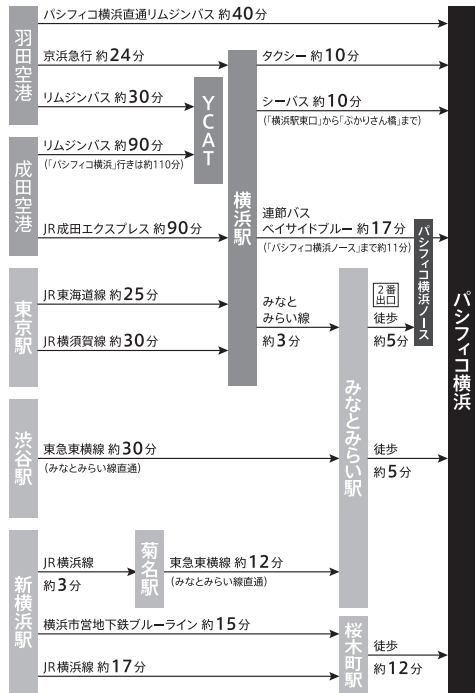 羽田空港
パシフィコ横浜直通リムジンバス 約40分
京浜急行 約24分
リムジンバス 約30分
YCAT
成田空港
リムジンバス 約90分
(「パシフィコ横浜」行きは約110分)
JR成田エクスプレス 約90分
横浜駅
タクシー 約10分
シーバス 約10分
(「横浜駅東口」から「ぷかりさん橋」まで)
連節バス
ベイサイドブルー 約17分
(「パシフィコ横浜ノース」まで約11分)
パシフィコ横浜ノース
パシフィコ横浜
東京駅
JR東海道線 約25分
JR横須賀線 約30分
みなと
みらい線
約3分
2番
出口
徒歩
約5分
みなとみらい駅
渋谷駅
東急東横線 約30分
(みなとみらい線直通)
徒歩
約5分
新横浜駅
JR横浜線
約3分
菊名駅
東急東横線 約12分
(みなとみらい線直通)
横浜市営地下鉄ブルーライン 約15分
JR横浜線 約17分
桜木町駅
徒歩
約12分